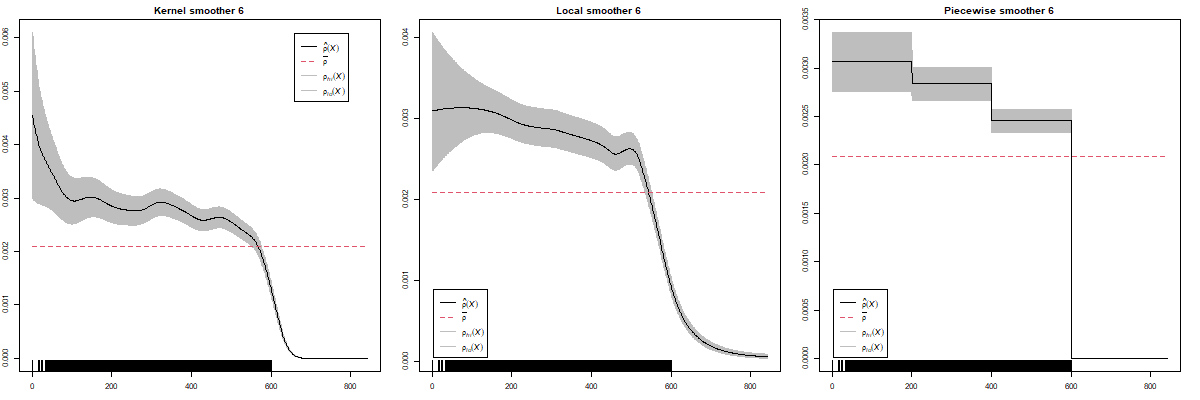 Kernel smoother 6
0.000 0.001 0.002 0.003 0.004 0.005 0.006
0 200 400 600 800
ρ̂(X)
ρ̄
ρhi(X)
ρlo(X)
Local smoother 6
0.000 0.001 0.002 0.003 0.004
0 200 400 600 800
ρ̂(X)
ρ̄
ρhi(X)
ρlo(X)
Piecewise smoother 6
0.0000 0.0005 0.0010 0.0015 0.0020 0.0025 0.0030 0.0035
0 200 400 600 800
ρ̂(X)
ρ̄
ρhi(X)
ρlo(X)